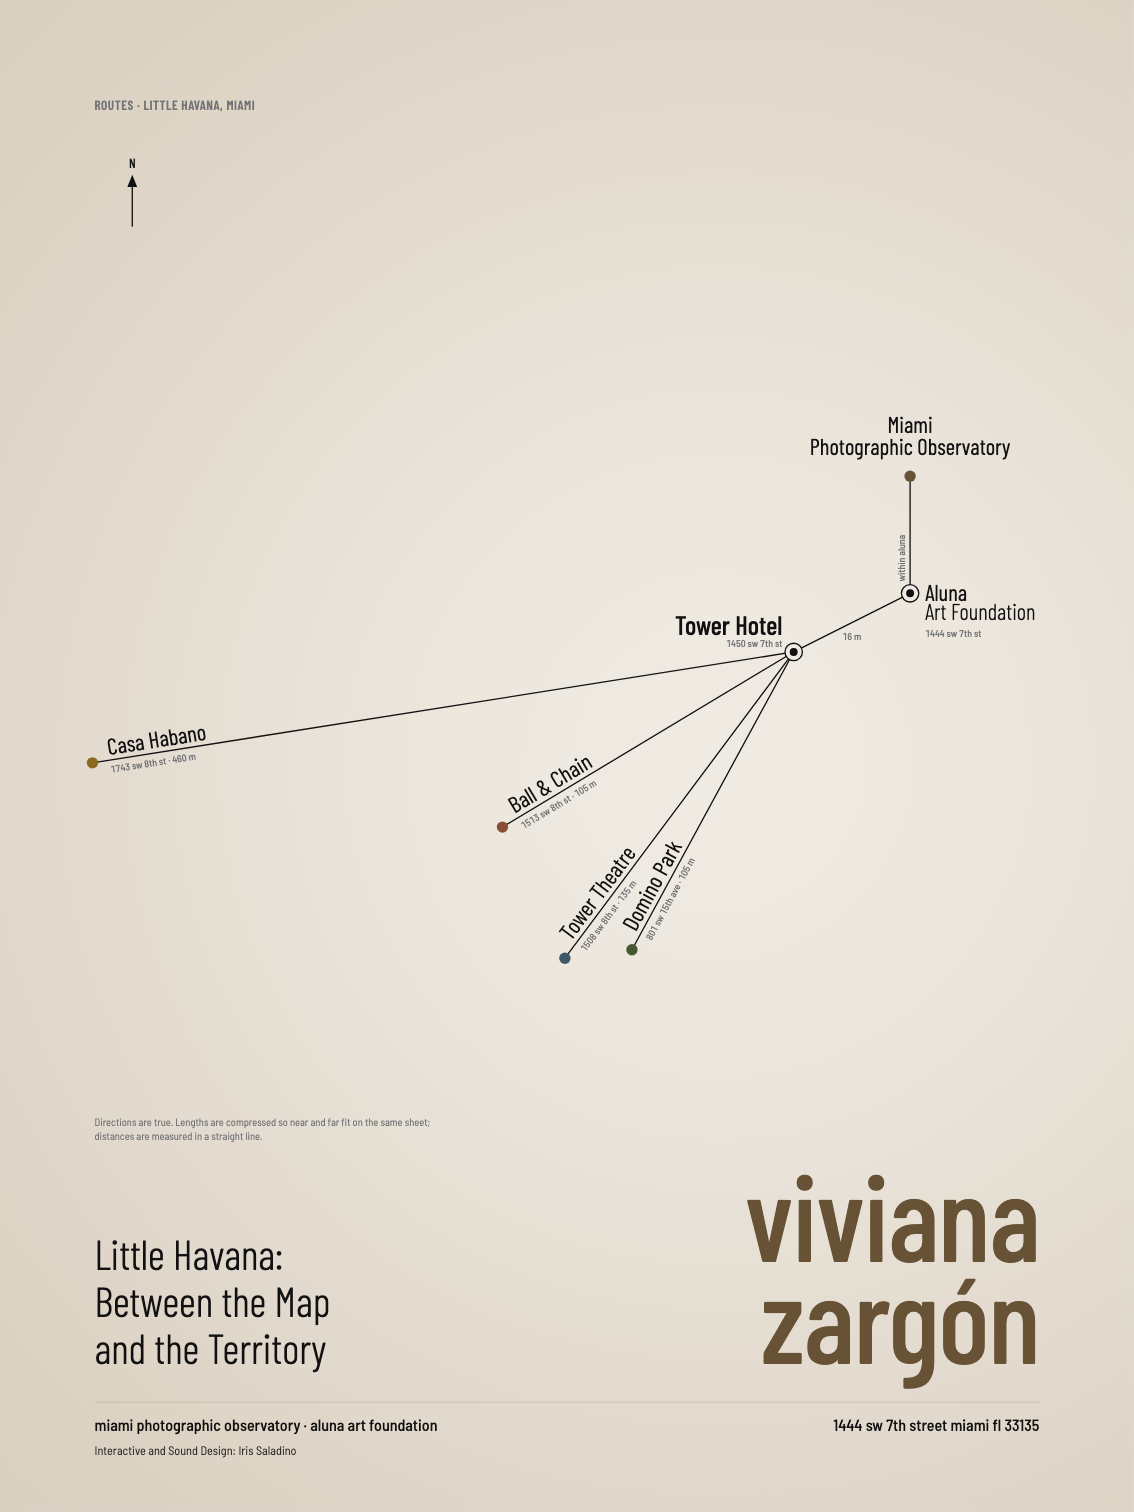 ROUTES · LITTLE HAVANA, MIAMI
N
Miami
Photographic Observatory
within aluna
Aluna
Art Foundation
1444 sw 7th st
16 m
Tower Hotel
1450 sw 7th st
Casa Habano
1743 sw 8th st · 460 m
Ball & Chain
1513 sw 8th st · 105 m
Tower Theatre
1508 sw 8th st · 135 m
Domino Park
801 sw 15th ave · 105 m
Directions are true. Lengths are compressed so near and far fit on the same sheet;
distances are measured in a straight line.
viviana
zargón
Little Havana:
Between the Map
and the Territory
miami photographic observatory · aluna art foundation
1444 sw 7th street miami fl 33135
Interactive and Sound Design: Iris Saladino